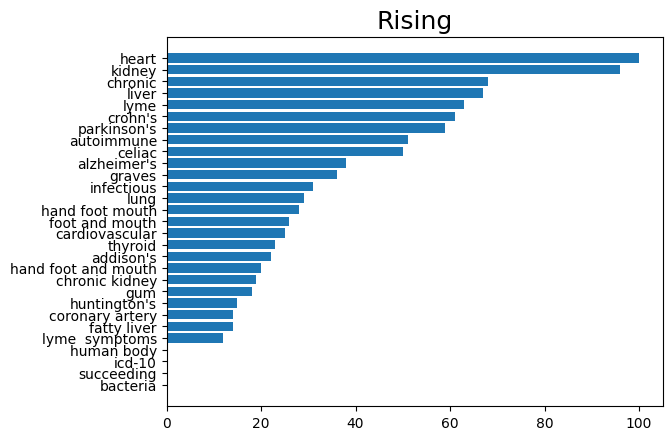 Rising
heart
kidney
chronic
liver
lyme
crohn's
parkinson's
autoimmune
celiac
alzheimer's
graves
infectious
lung
hand foot mouth
foot and mouth
cardiovascular
thyroid
addison's
hand foot and mouth
chronic kidney
gum
huntington's
coronary artery
fatty liver
lyme  symptoms
human body
icd-10
succeeding
bacteria
0 20 40 60 80 100